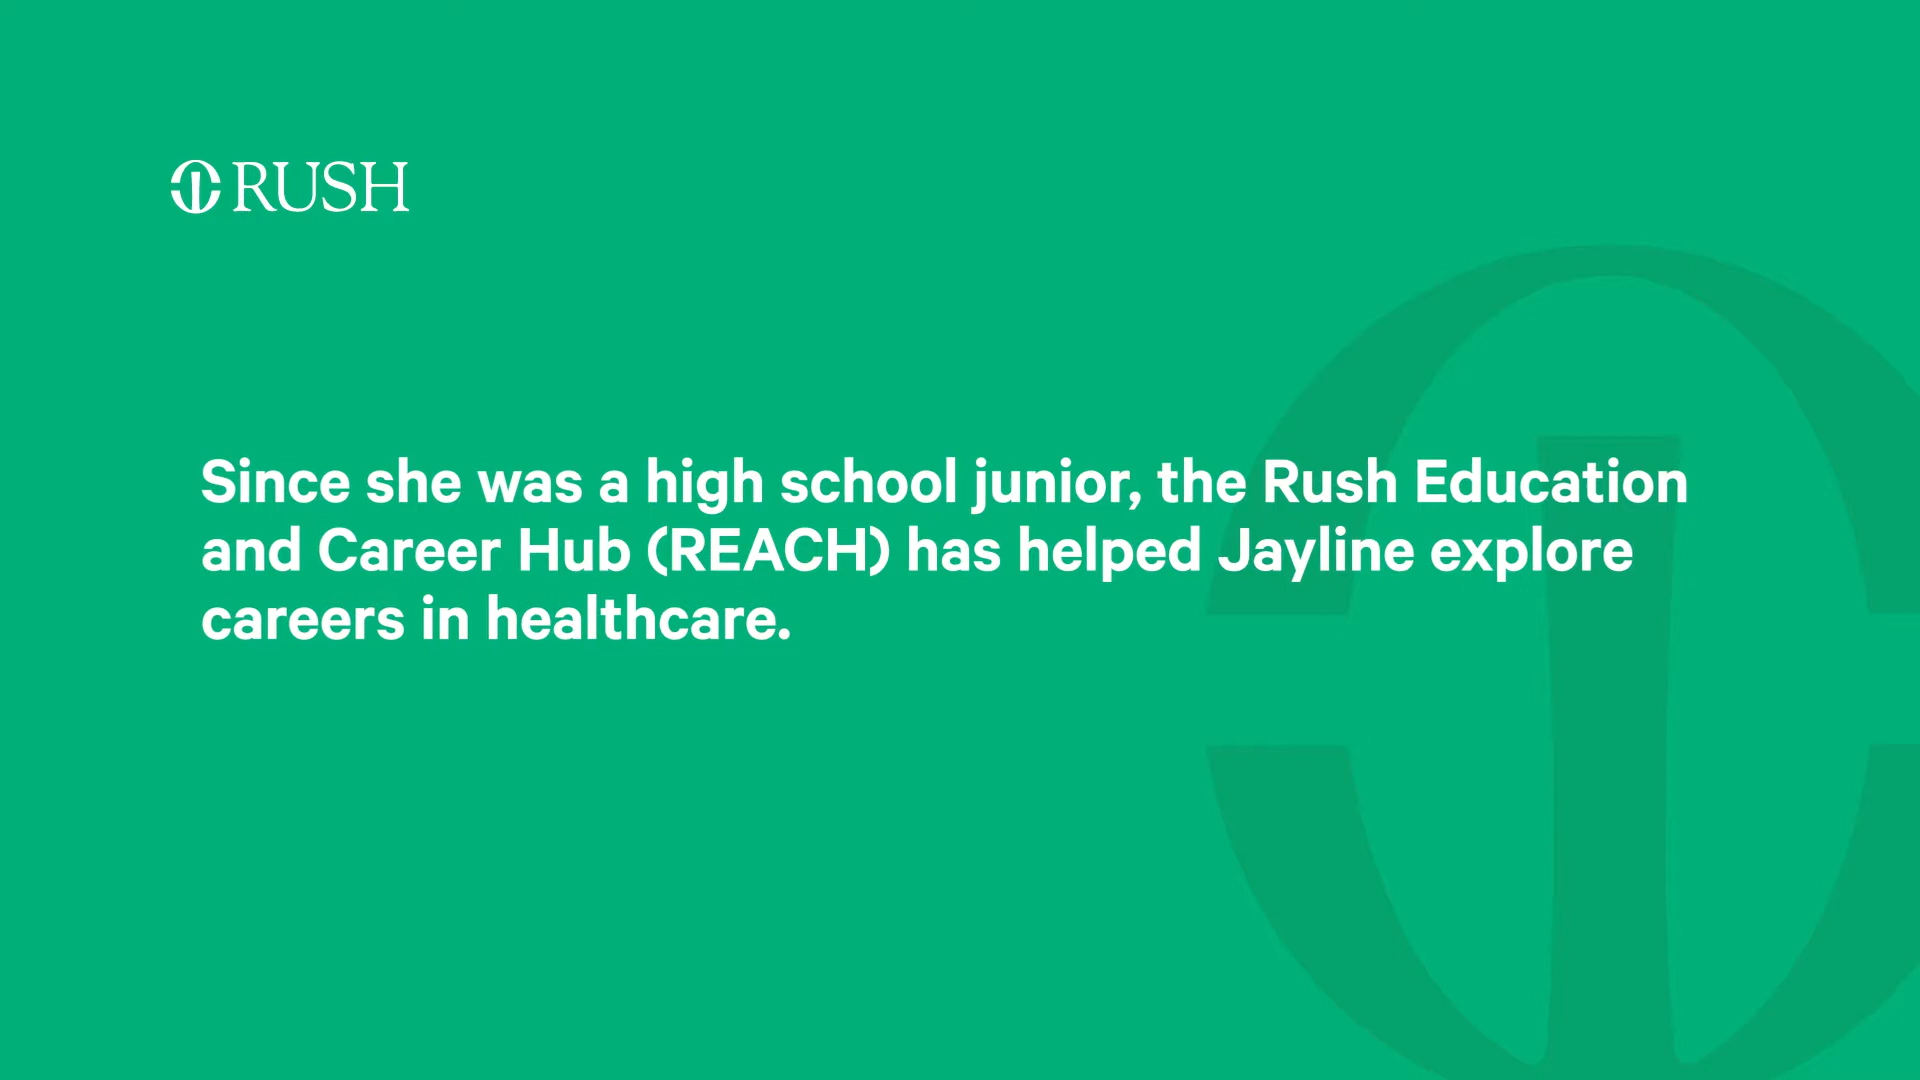 RUSH
Since she was a high school junior, the Rush Education
and Career Hub (REACH) has helped Jayline explore
careers in healthcare.